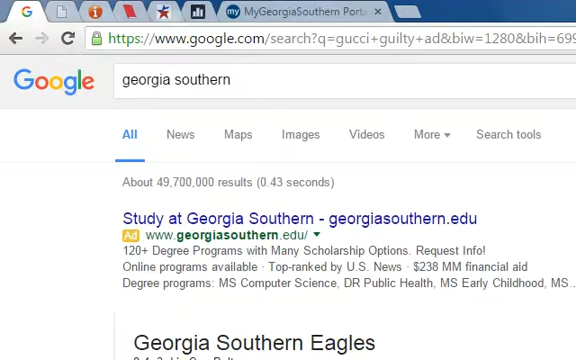 my MyGeorgiaSouthern Porta
https://www.google.com/search?q=gucci+guilty+ad&biw=1280&bih=699
Google georgia southern
All News Maps Images Videos More Search tools
About 49,700,000 results (0.43 seconds)
Study at Georgia Southern - georgiasouthern.edu
Ad www.georgiasouthern.edu/
120+ Degree Programs with Many Scholarship Options. Request Info!
Online programs available · Top-ranked by U.S. News · $238 MM financial aid
Degree programs: MS Computer Science, DR Public Health, MS Early Childhood, MS...
Georgia Southern Eagles